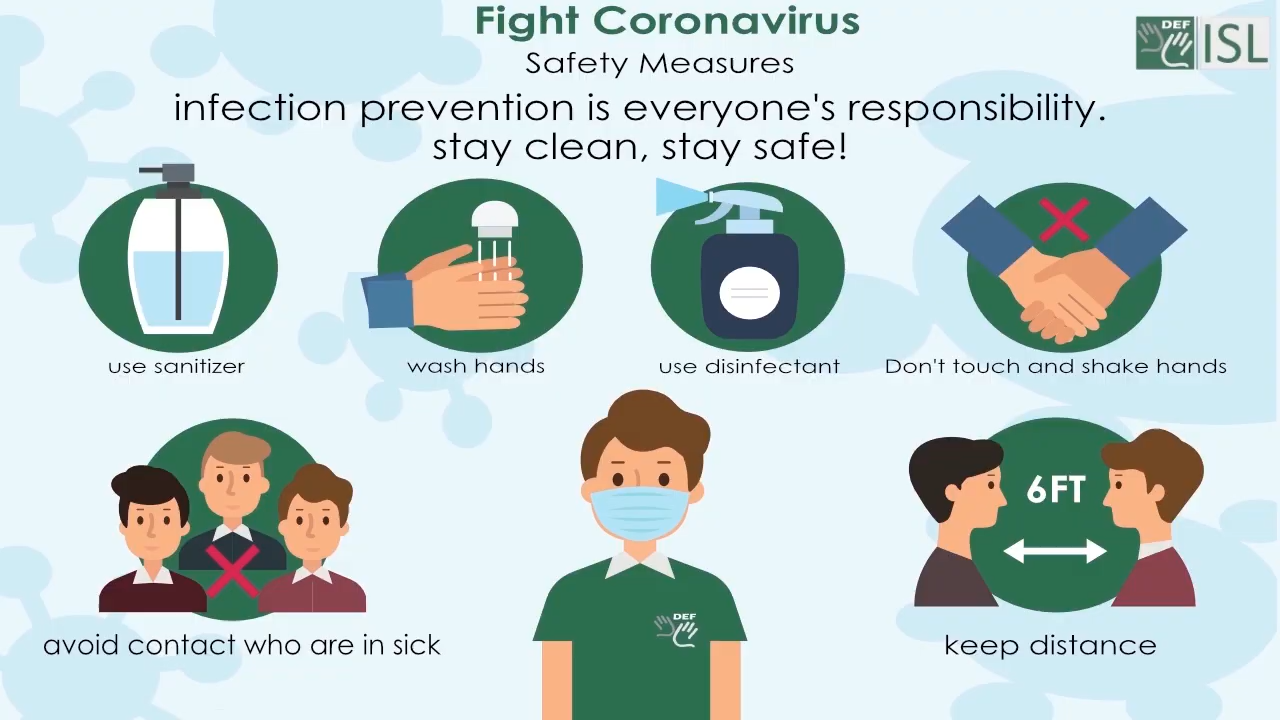 Fight Coronavirus
DEF
ISL
Safety Measures
infection prevention is everyone's responsibility.
stay clean, stay safe!
use sanitizer
wash hands
use disinfectant
Don't touch and shake hands
6FT
DEF
avoid contact who are in sick
keep distance